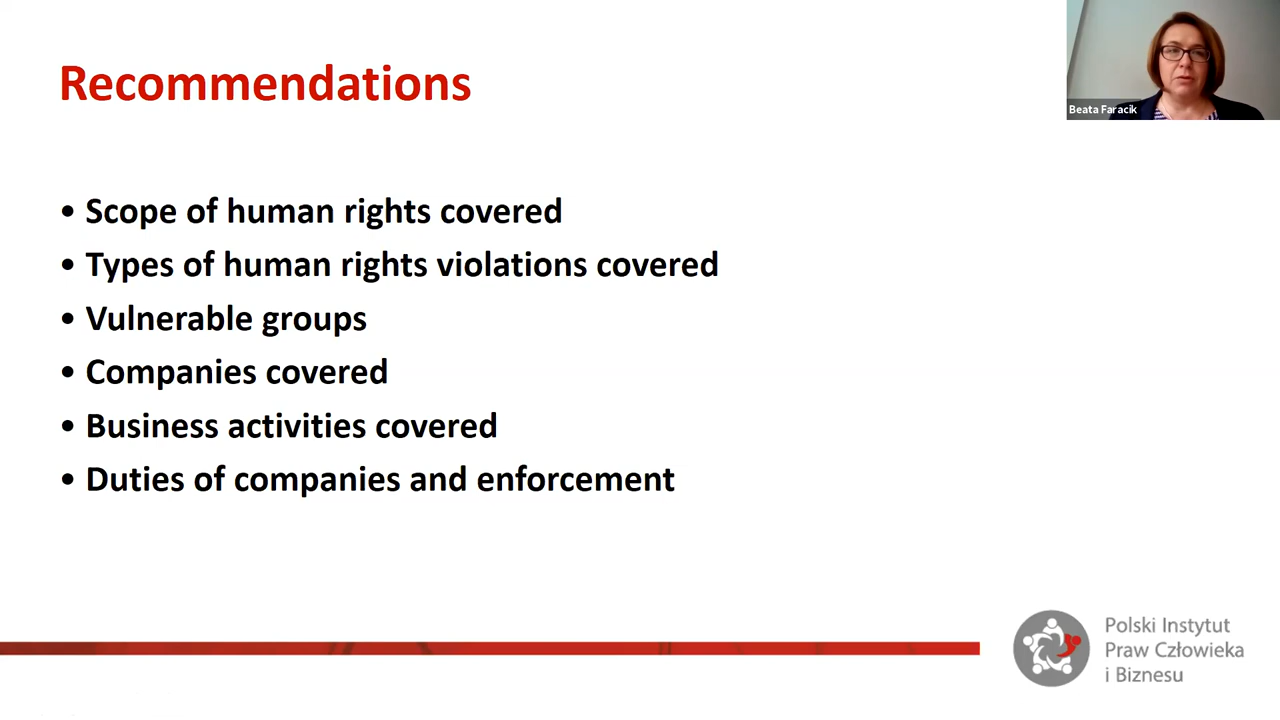 Recommendations
Beata Faracik
• Scope of human rights covered
• Types of human rights violations covered
• Vulnerable groups
• Companies covered
• Business activities covered
• Duties of companies and enforcement
Polski Instytut
Praw Człowieka
i Biznesu